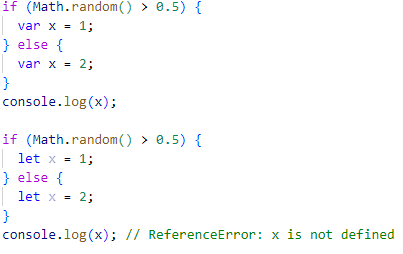 if (Math.random() > 0.5) {
  var x = 1;
} else {
  var x = 2;
}
console.log(x);

if (Math.random() > 0.5) {
  let x = 1;
} else {
  let x = 2;
}
console.log(x); // ReferenceError: x is not defined